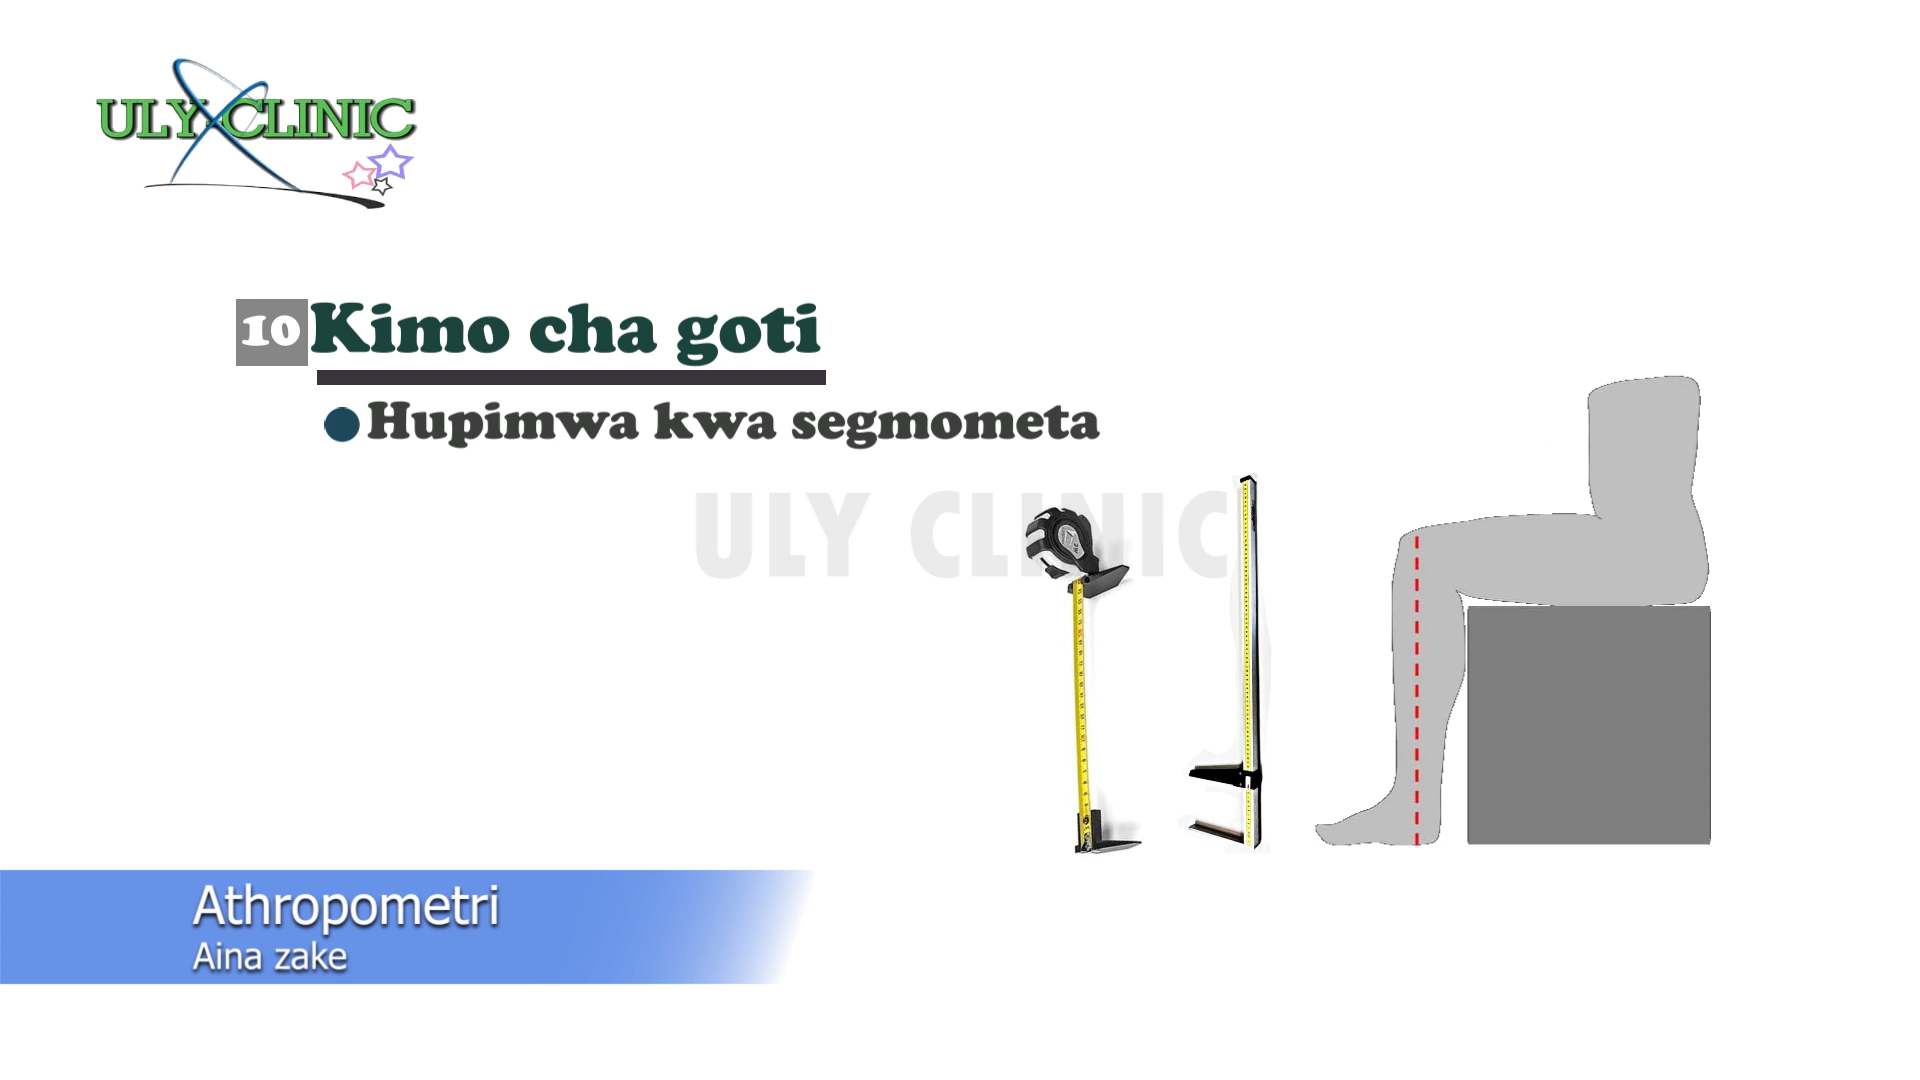 ULY CLINIC
10 Kimo cha goti
Hupimwa kwa segmometa
ULY CLINIC
Athropometri
Aina zake